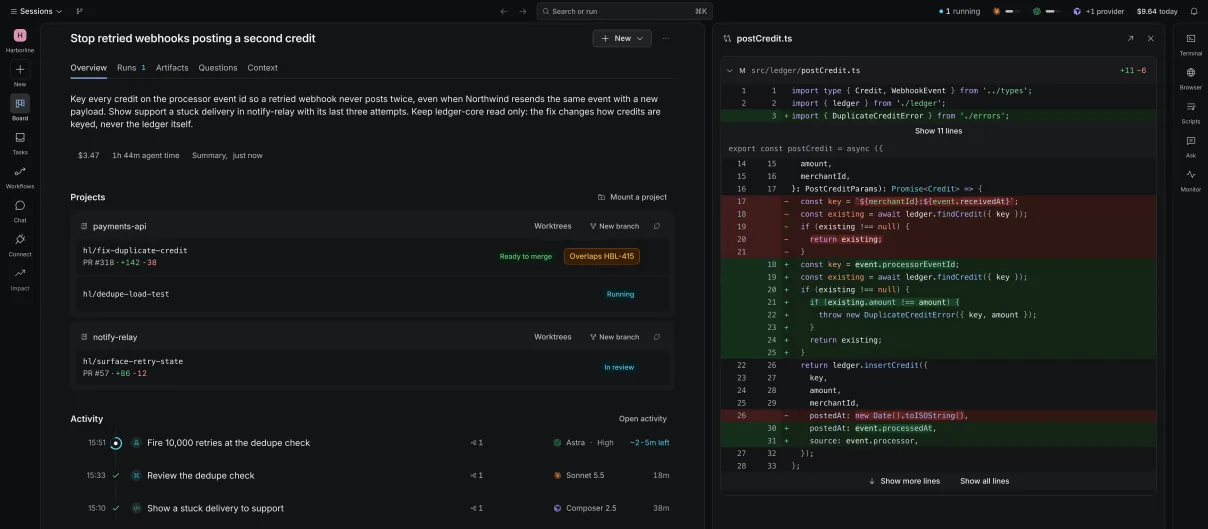 Sessions
Search or run ⌘K
1 running
+1 provider
$9.64 today
H
Harborline
New
Board
Tasks
Workflows
Chat
Connect
Impact
Stop retried webhooks posting a second credit
+ New
Overview Runs 1 Artifacts Questions Context
Key every credit on the processor event id so a retried webhook never posts twice, even when Northwind resends the same event with a new
payload. Show support a stuck delivery in notify-relay with its last three attempts. Keep ledger-core read only: the fix changes how credits are
keyed, never the ledger itself.
$3.47 1h 44m agent time Summary, just now
Projects
Mount a project
payments-api Worktrees New branch
hl/fix-duplicate-credit
PR #318 · +142 -38
Ready to merge Overlaps HBL-415
hl/dedupe-load-test Running
notify-relay Worktrees New branch
hl/surface-retry-state
PR #57 · +86 -12
In review
Activity Open activity
15:51 Fire 10,000 retries at the dedupe check 1 Astra · High ~2-5m left
15:33 Review the dedupe check 1 Sonnet 5.5 18m
15:10 Show a stuck delivery to support 1 Composer 2.5 38m
postCredit.ts
M src/ledger/postCredit.ts +11 -6
1 1 import type { Credit, WebhookEvent } from '../types';
2 2 import { ledger } from './ledger';
3 + import { DuplicateCreditError } from './errors';
Show 11 lines
export const postCredit = async ({
14 15 amount,
15 16 merchantId,
16 17 }: PostCreditParams): Promise<Credit> => {
17 - const key = `${merchantId}:${event.receivedAt}`;
18 - const existing = await ledger.findCredit({ key });
19 - if (existing !== null) {
20 - return existing;
21 - }
18 + const key = event.processorEventId;
19 + const existing = await ledger.findCredit({ key });
20 + if (existing !== null) {
21 + if (existing.amount !== amount) {
22 + throw new DuplicateCreditError({ key, amount });
23 + }
24 + return existing;
25 + }
22 26 return ledger.insertCredit({
23 27 key,
24 28 amount,
25 29 merchantId,
26 - postedAt: new Date().toISOString(),
30 + postedAt: event.processedAt,
31 + source: event.processor,
27 32 });
28 33 };
Show more lines Show all lines
Terminal
Browser
Scripts
Ask
Monitor